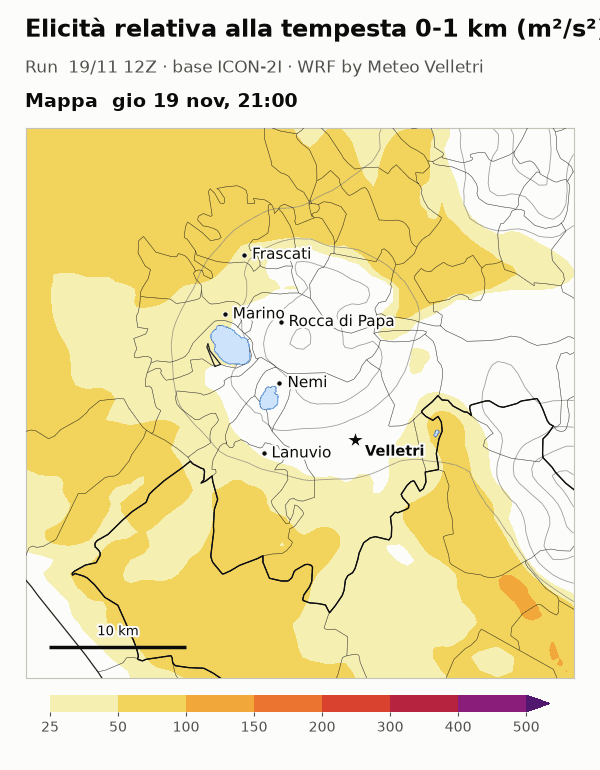 Elicità relativa alla tempesta 0-1 km (m²/s²)
Run 19/11 12Z · base ICON-2I · WRF by Meteo Velletri
Mappa gio 19 nov, 21:00
Frascati
Marino
Rocca di Papa
Nemi
Lanuvio
Velletri
10 km
25 50 100 150 200 300 400 500